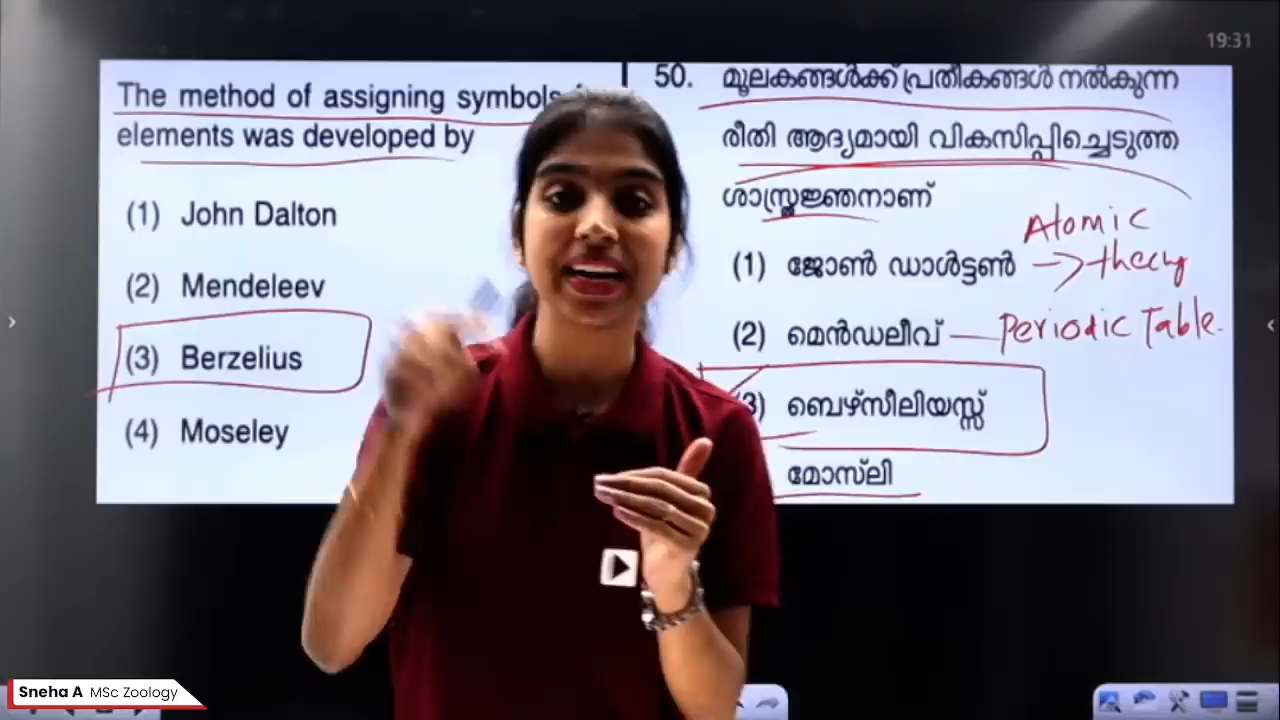 19:31
The method of assigning symbols
elements was developed by
(1) John Dalton
(2) Mendeleev
(3) Berzelius
(4) Moseley
50. മൂലകങ്ങൾക്ക് പ്രതീകങ്ങൾ നൽകുന്ന
രീതി ആദ്യമായി വികസിപ്പിച്ചെടുത്ത
ശാസ്ത്രജ്ഞനാണ്
(1) ജോൺ ഡാൾട്ടൺ Atomic
theory
(2) മെൻഡലീവ് Periodic Table.
(3) ബെഴ്സീലിയസ്സ്
മോസ്‌ലി
Sneha A MSc Zoology